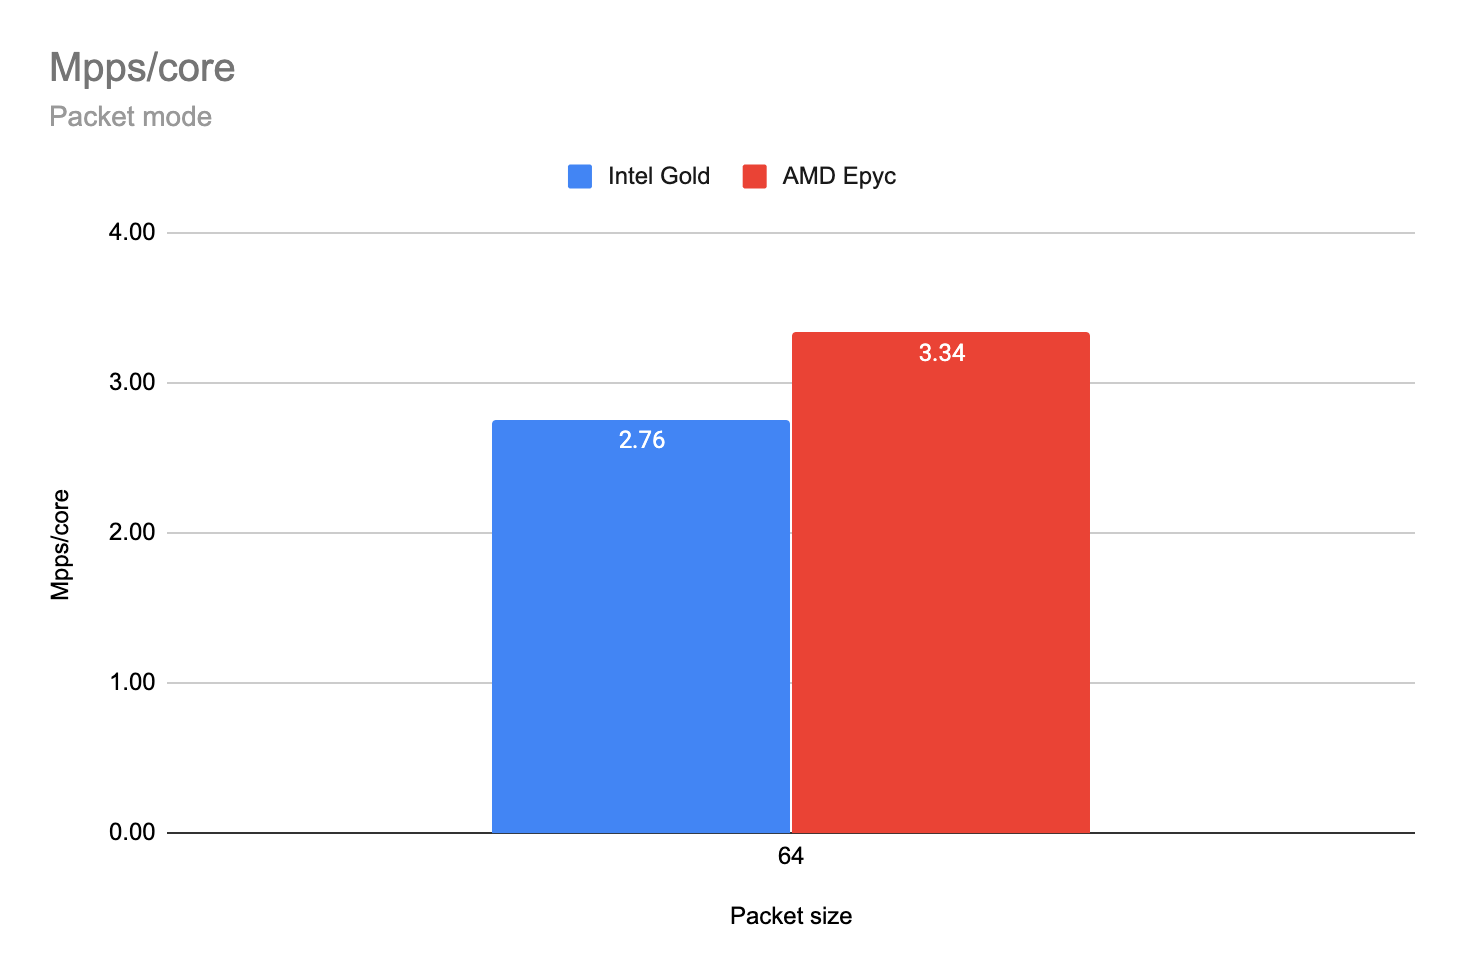 Mpps/core
Packet mode
Intel Gold
AMD Epyc
4.00
3.00
2.00
1.00
0.00
Mpps/core
2.76
3.34
64
Packet size